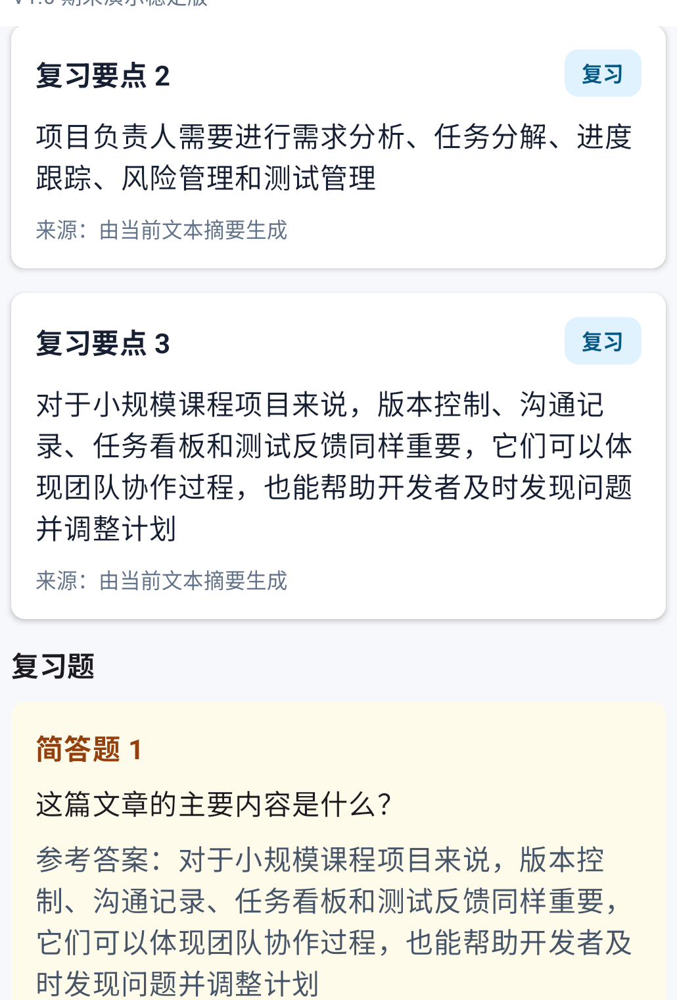 V1.0 期末演示稳定版
复习要点 2
复习
项目负责人需要进行需求分析、任务分解、进度
跟踪、风险管理和测试管理
来源：由当前文本摘要生成
复习要点 3
复习
对于小规模课程项目来说，版本控制、沟通记
录、任务看板和测试反馈同样重要，它们可以体
现团队协作过程，也能帮助开发者及时发现问题
并调整计划
来源：由当前文本摘要生成
复习题
简答题 1
这篇文章的主要内容是什么？
参考答案：对于小规模课程项目来说，版本控
制、沟通记录、任务看板和测试反馈同样重要，
它们可以体现团队协作过程，也能帮助开发者及
时发现问题并调整计划